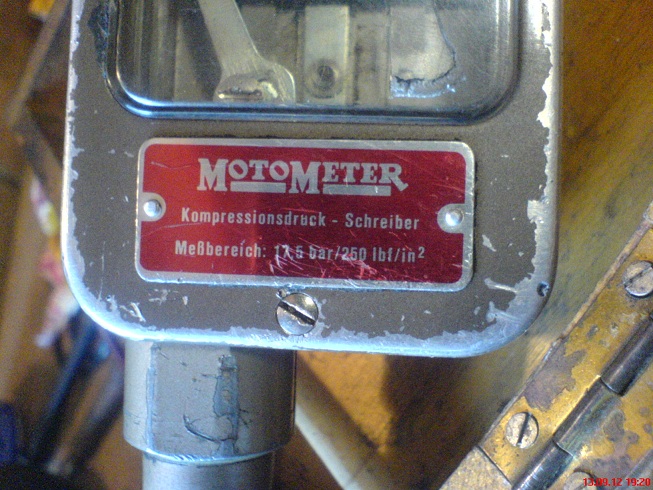 MOTOMETER
Kompressionsdruck - Schreiber
Meßbereich: 17,5 bar/250 lbf/in²
13.09.12 19:20